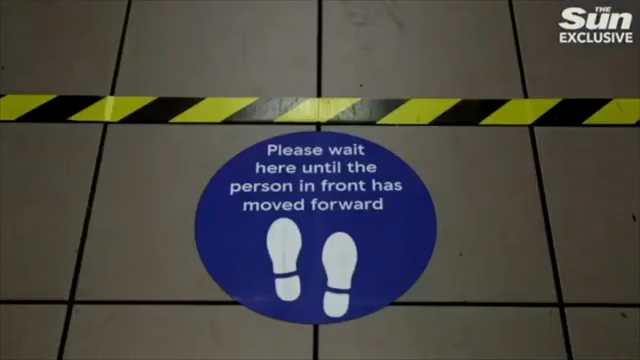 THE
Sun
EXCLUSIVE
Please wait
here until the
person in front has
moved forward